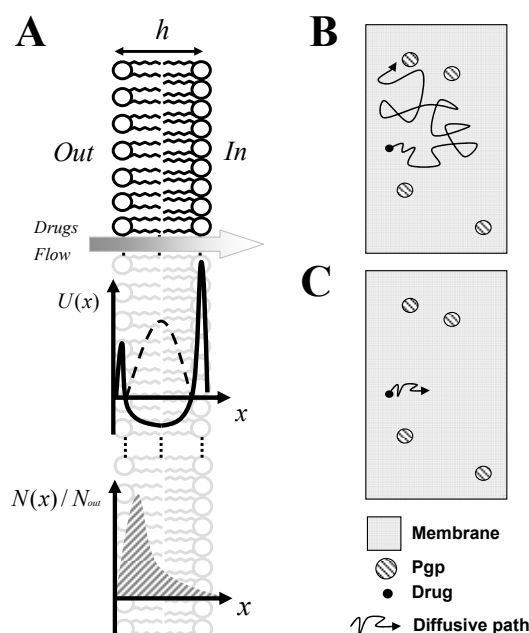 A
h
Out
In
Drugs
Flow
U(x)
x
N(x) / Nout
x
B
C
Membrane
Pgp
Drug
Diffusive path